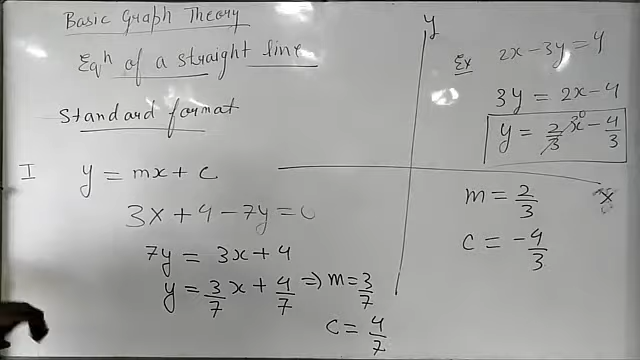 Basic Graph Theory
Eqⁿ of a straight line
Standard format
I y = mx + c
3x + 4 - 7y = 0
7y = 3x + 4
y = 3/7 x + 4/7 ⇒ m = 3/7
c = 4/7
y
Ex 2x - 3y = 4
3y = 2x - 4
y = 2/3 x - 4/3
x
m = 2/3
c = -4/3